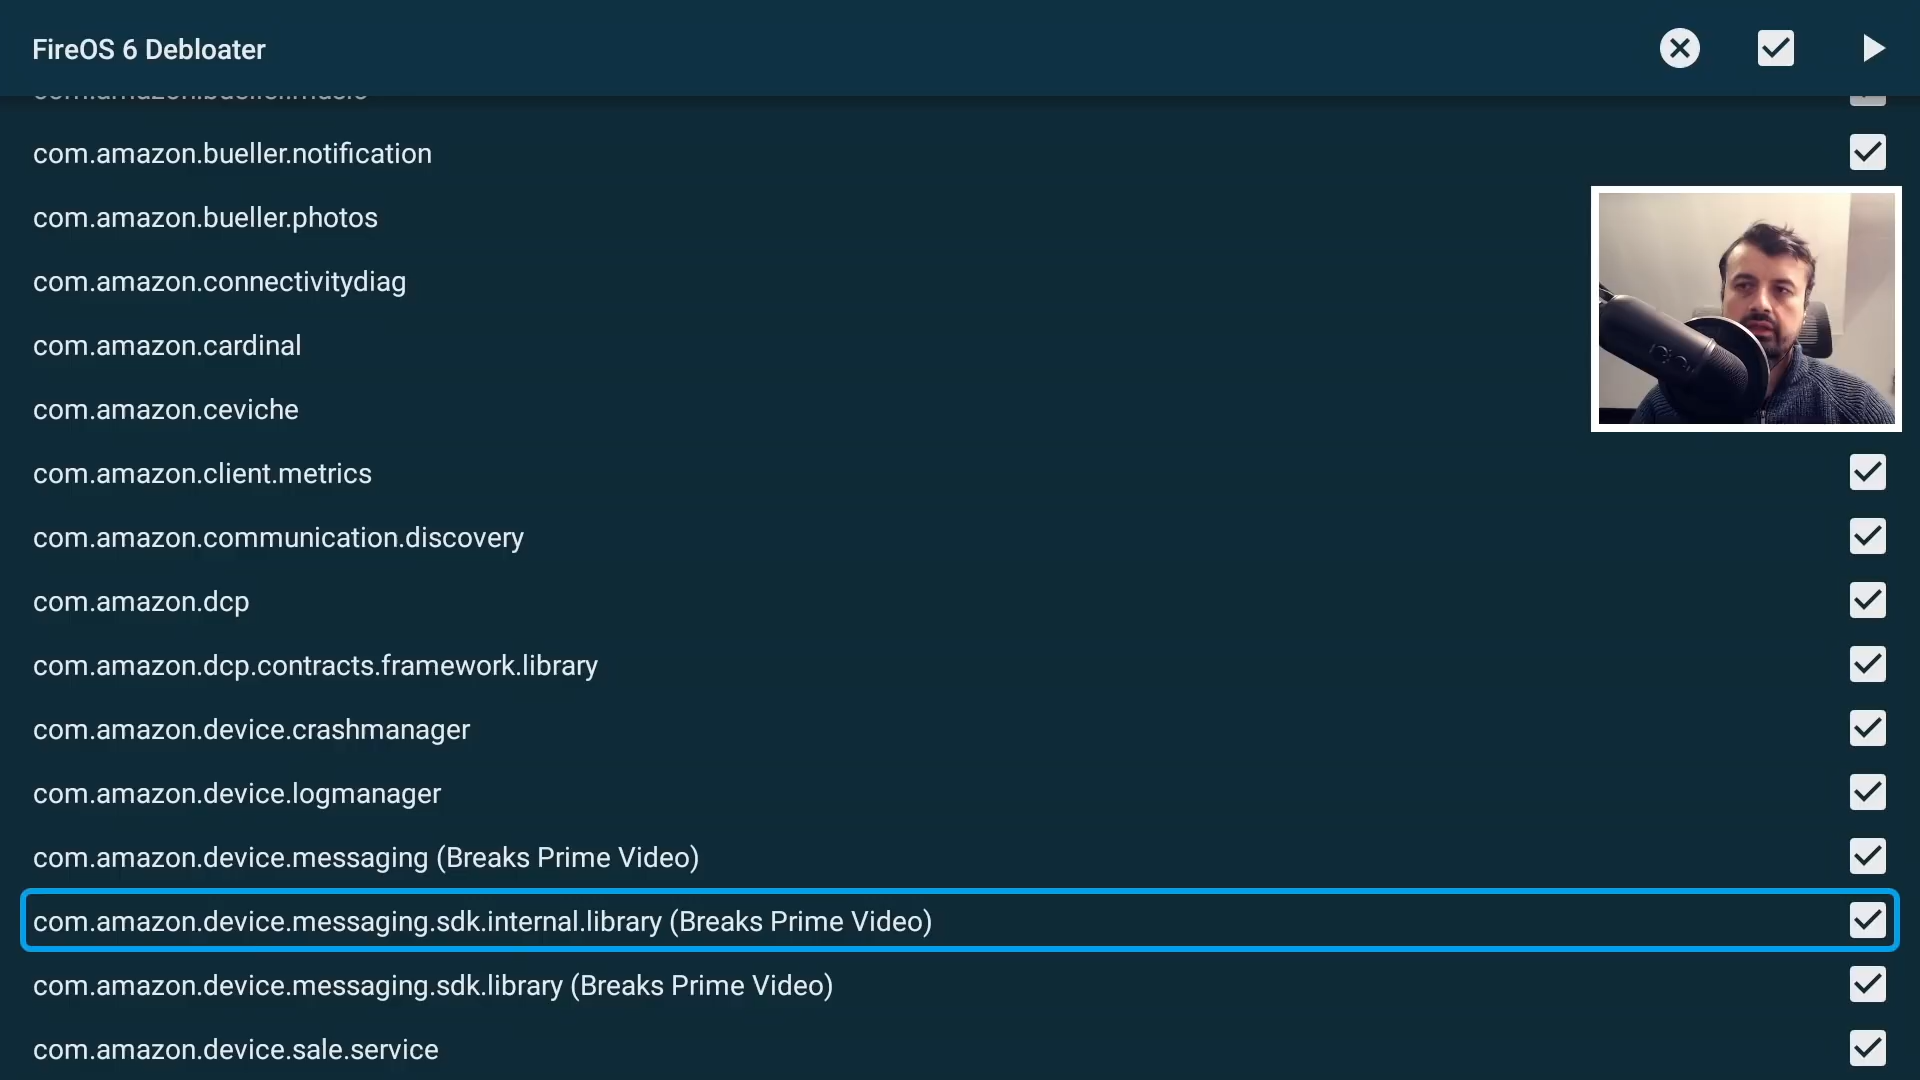 FireOS 6 Debloater
com.amazon.bueller.music
com.amazon.bueller.notification
com.amazon.bueller.photos
com.amazon.connectivitydiag
com.amazon.cardinal
com.amazon.ceviche
com.amazon.client.metrics
com.amazon.communication.discovery
com.amazon.dcp
com.amazon.dcp.contracts.framework.library
com.amazon.device.crashmanager
com.amazon.device.logmanager
com.amazon.device.messaging (Breaks Prime Video)
com.amazon.device.messaging.sdk.internal.library (Breaks Prime Video)
com.amazon.device.messaging.sdk.library (Breaks Prime Video)
com.amazon.device.sale.service